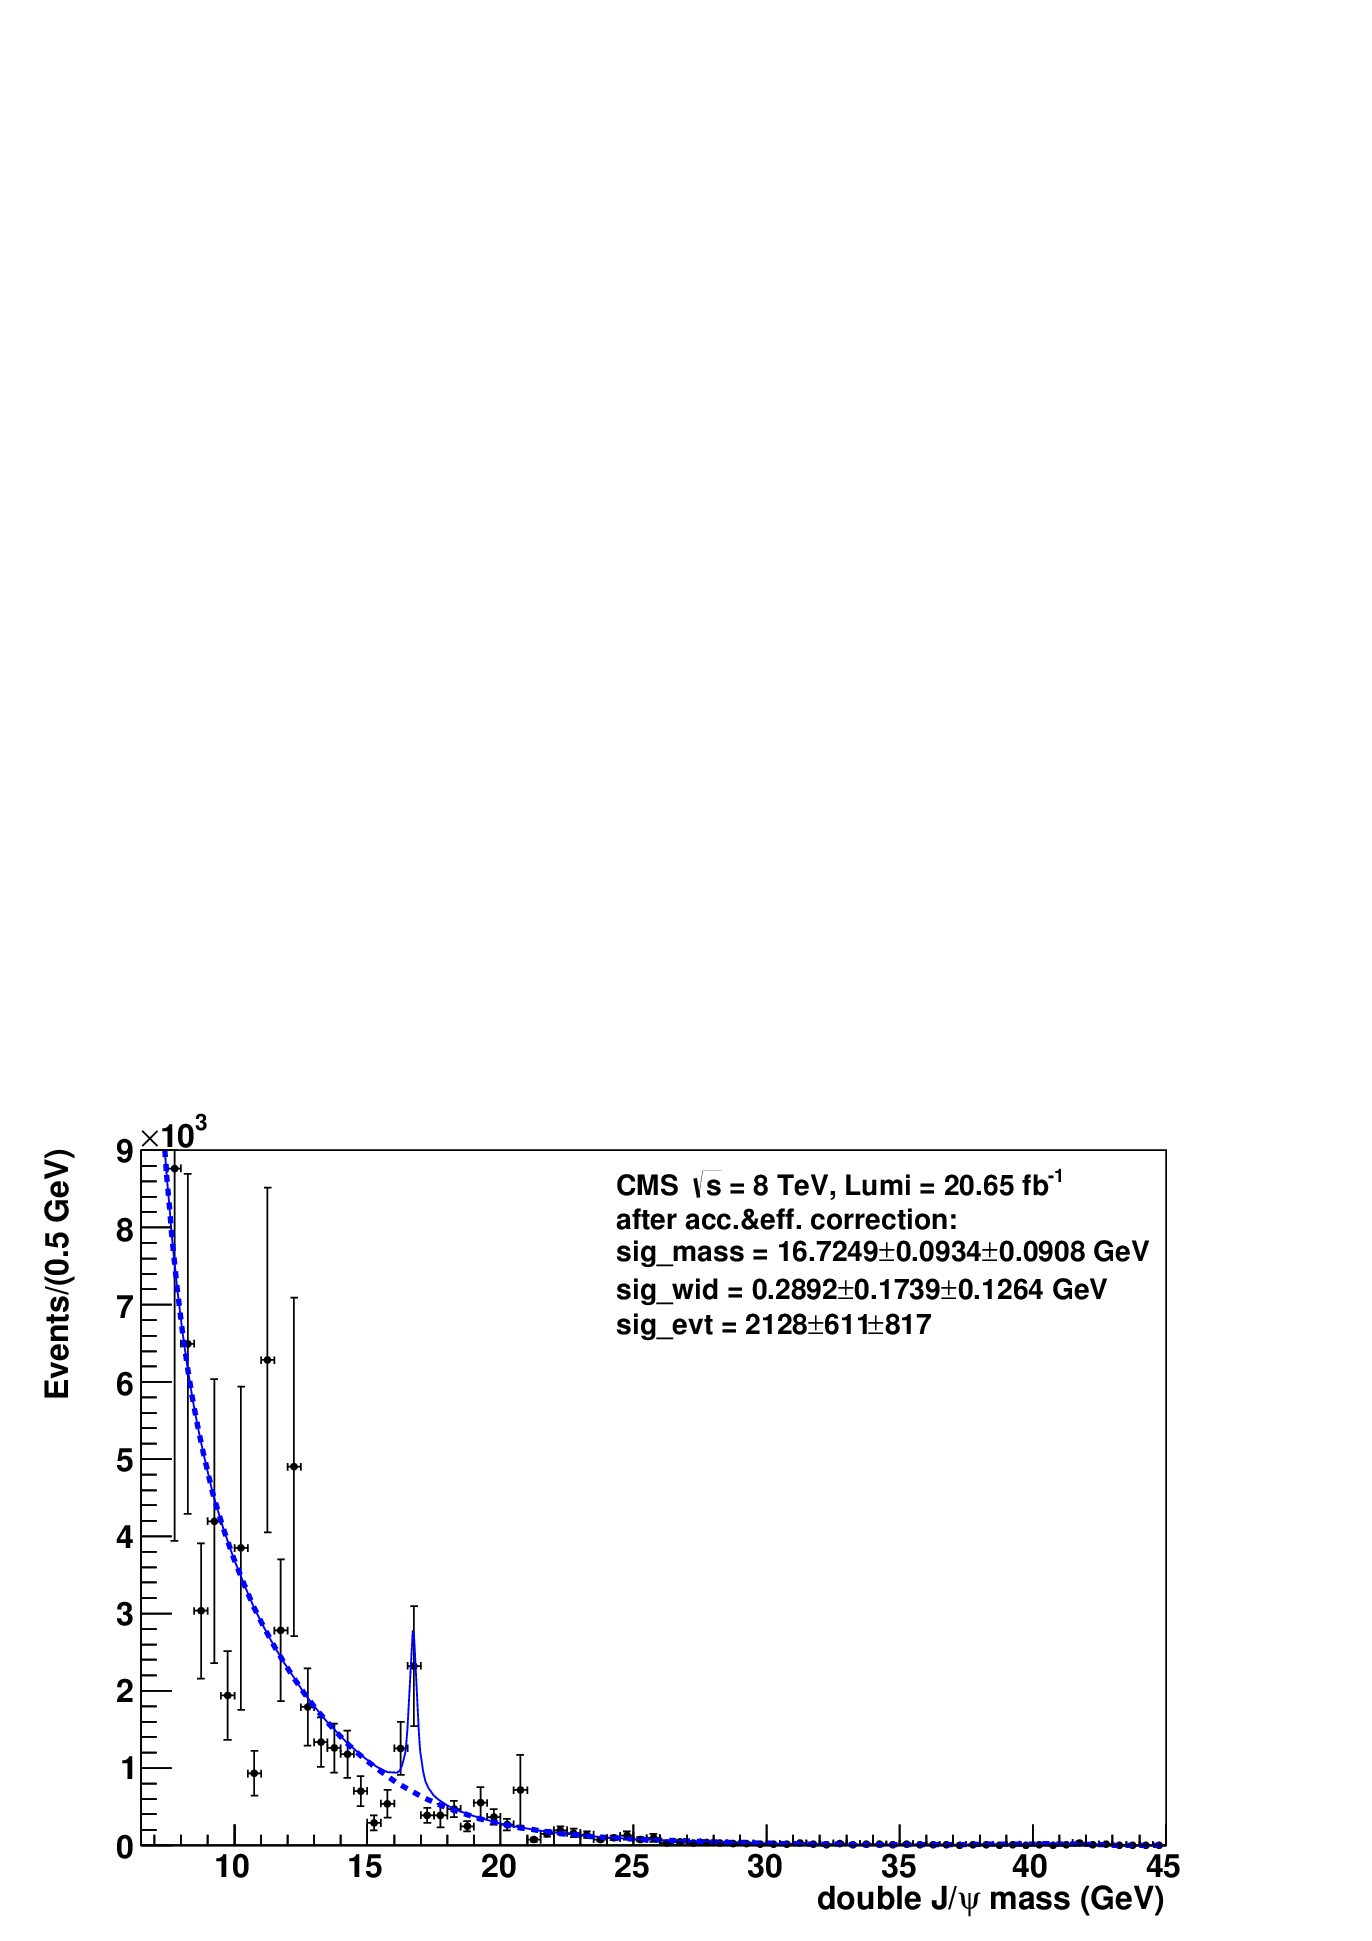 ×10³
9
8
7
6
5
4
3
2
1
0
Events/(0.5 GeV)
CMS √s = 8 TeV, Lumi = 20.65 fb⁻¹
after acc.&eff. correction:
sig_mass = 16.7249±0.0934±0.0908 GeV
sig_wid = 0.2892±0.1739±0.1264 GeV
sig_evt = 2128±611±817
10 15 20 25 30 35 40 45
double J/ψ mass (GeV)